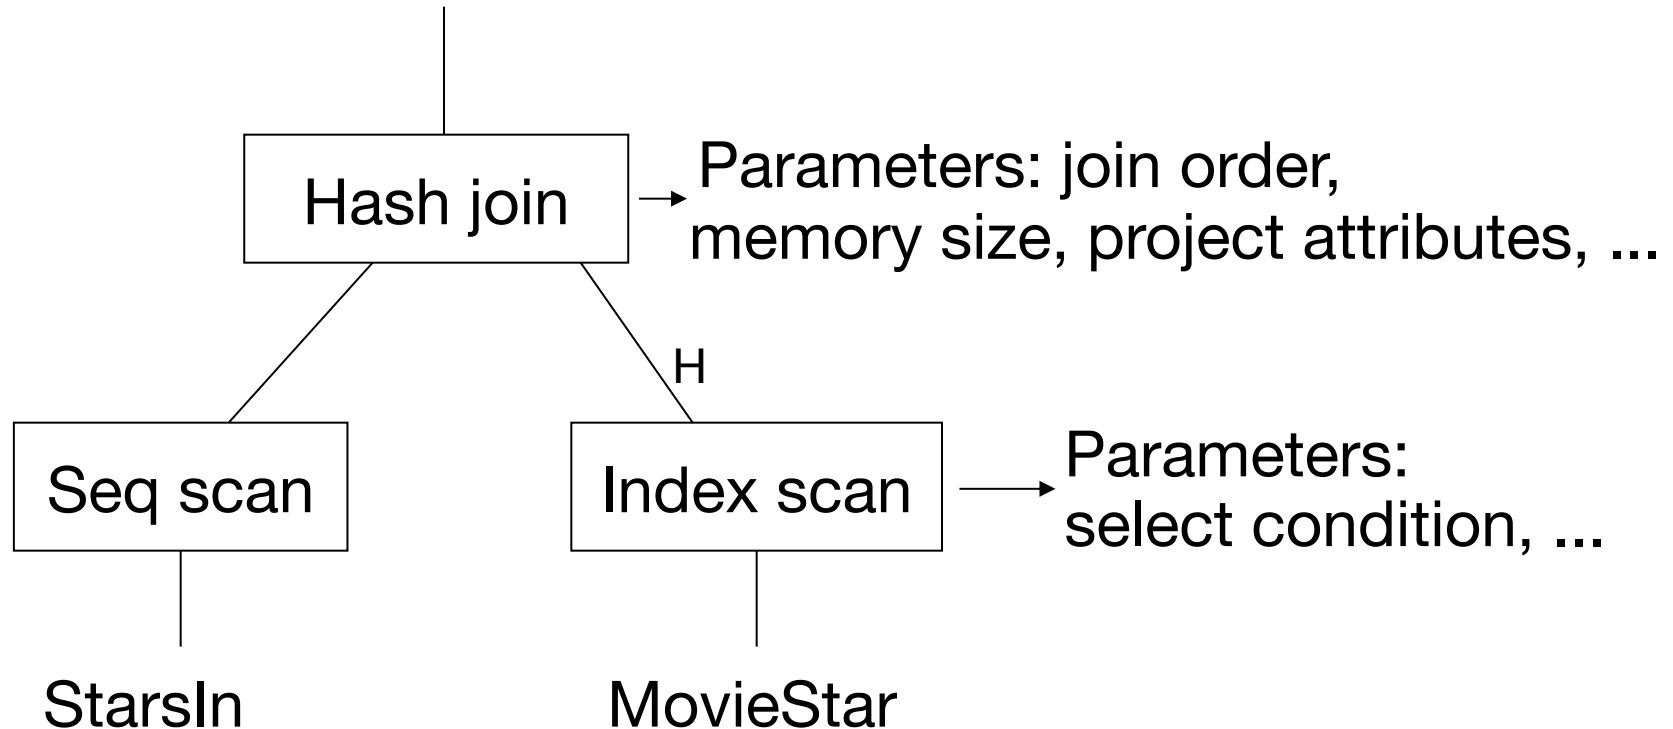 Hash join
Parameters: join order,
memory size, project attributes, ...
H
Seq scan
Index scan
Parameters:
select condition, ...
StarsIn
MovieStar